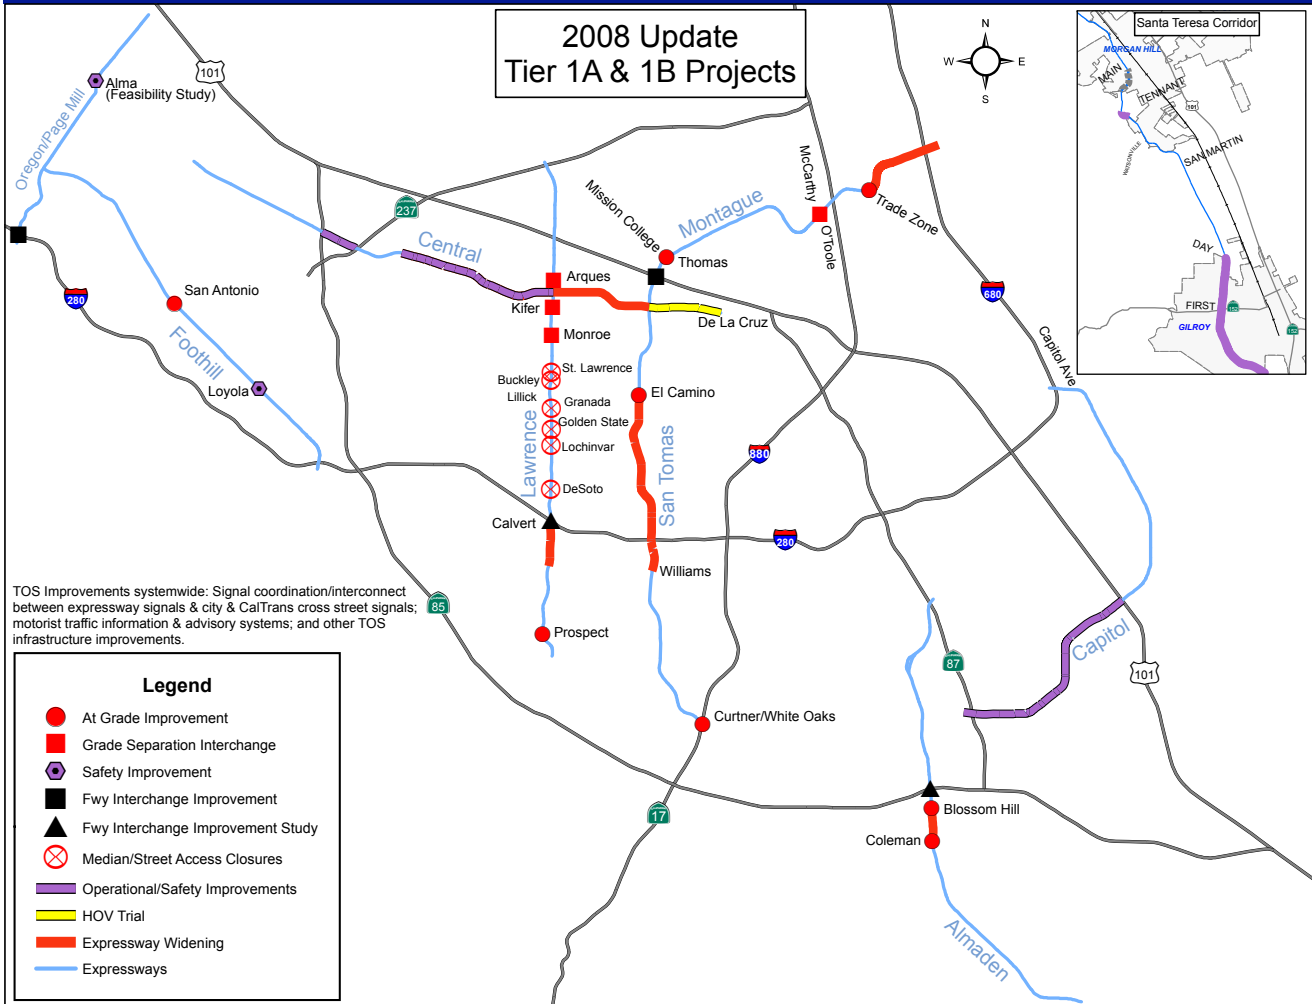 2008 Update
Tier 1A & 1B Projects
N
W
E
S
Santa Teresa Corridor
MORGAN HILL
MAIN
TENNANT
101
WATSONVILLE
SAN MARTIN
DAY
FIRST
152
GILROY
152
101
Alma
(Feasibility Study)
Oregon/Page Mill
237
Central
280
San Antonio
Foothill
Loyola
Mission College
Montague
Thomas
McCarthy
O'Toole
Trade Zone
680
Arques
Kifer
Monroe
De La Cruz
St. Lawrence
Buckley
Lillick
Granada
Golden State
Lochinvar
DeSoto
Lawrence
Calvert
El Camino
San Tomas
Williams
880
280
Capitol Ave
Prospect
85
Curtner/White Oaks
17
87
Capitol
101
Blossom Hill
Coleman
Almaden
TOS Improvements systemwide: Signal coordination/interconnect
between expressway signals & city & CalTrans cross street signals;
motorist traffic information & advisory systems; and other TOS
infrastructure improvements.
Legend
At Grade Improvement
Grade Separation Interchange
Safety Improvement
Fwy Interchange Improvement
Fwy Interchange Improvement Study
Median/Street Access Closures
Operational/Safety Improvements
HOV Trial
Expressway Widening
Expressways